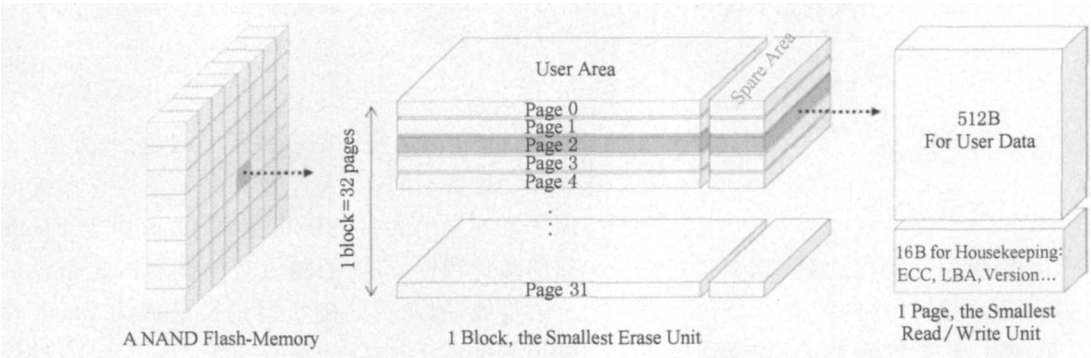 User Area
Spare Area
Page 0
Page 1
Page 2
Page 3
Page 4
⋮
Page 31
1 block=32 pages
512B
For User Data
16B for Housekeeping:
ECC, LBA, Version…
A NAND Flash-Memory
1 Block, the Smallest Erase Unit
1 Page, the Smallest
Read/Write Unit